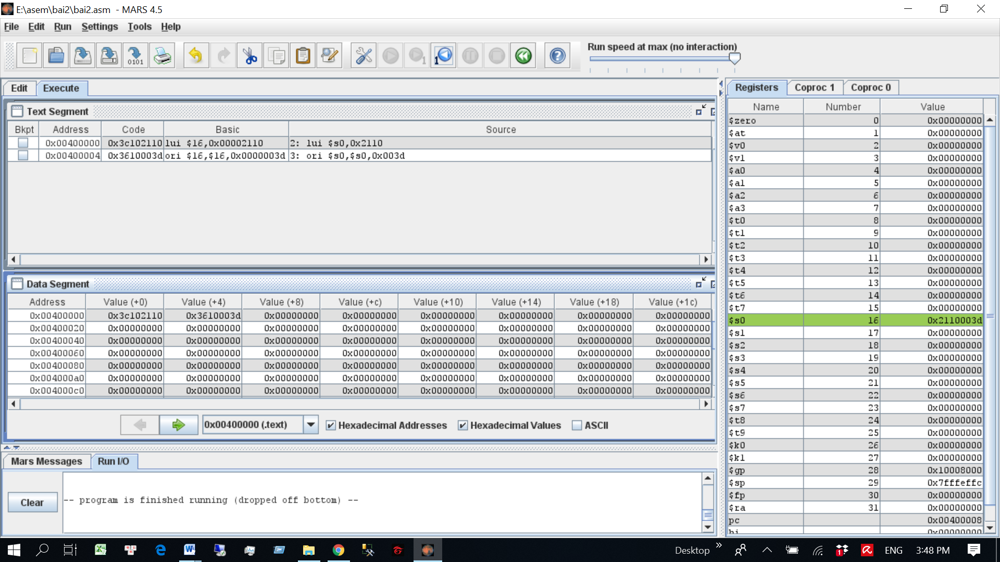 E:\asem\bai2\bai2.asm - MARS 4.5
File Edit Run Settings Tools Help
Run speed at max (no interaction)
Edit Execute
Text Segment
Bkpt Address Code Basic Source
0x00400000 0x3c102110 lui $16,0x00002110 2: lui $s0,0x2110
0x00400004 0x3610003d ori $16,$16,0x0000003d 3: ori $s0,$s0,0x003d
Data Segment
Address Value (+0) Value (+4) Value (+8) Value (+c) Value (+10) Value (+14) Value (+18) Value (+1c)
0x00400000 0x3c102110 0x3610003d 0x00000000 0x00000000 0x00000000 0x00000000 0x00000000 0x00000000
0x00400020 0x00000000 0x00000000 0x00000000 0x00000000 0x00000000 0x00000000 0x00000000 0x00000000
0x00400040 0x00000000 0x00000000 0x00000000 0x00000000 0x00000000 0x00000000 0x00000000 0x00000000
0x00400060 0x00000000 0x00000000 0x00000000 0x00000000 0x00000000 0x00000000 0x00000000 0x00000000
0x00400080 0x00000000 0x00000000 0x00000000 0x00000000 0x00000000 0x00000000 0x00000000 0x00000000
0x004000a0 0x00000000 0x00000000 0x00000000 0x00000000 0x00000000 0x00000000 0x00000000 0x00000000
0x004000c0 0x00000000 0x00000000 0x00000000 0x00000000 0x00000000 0x00000000 0x00000000 0x00000000
0x00400000 (.text) Hexadecimal Addresses Hexadecimal Values ASCII
Mars Messages Run I/O
Clear
-- program is finished running (dropped off bottom) --
Registers Coproc 1 Coproc 0
Name Number Value
$zero 0 0x00000000
$at 1 0x00000000
$v0 2 0x00000000
$v1 3 0x00000000
$a0 4 0x00000000
$a1 5 0x00000000
$a2 6 0x00000000
$a3 7 0x00000000
$t0 8 0x00000000
$t1 9 0x00000000
$t2 10 0x00000000
$t3 11 0x00000000
$t4 12 0x00000000
$t5 13 0x00000000
$t6 14 0x00000000
$t7 15 0x00000000
$s0 16 0x2110003d
$s1 17 0x00000000
$s2 18 0x00000000
$s3 19 0x00000000
$s4 20 0x00000000
$s5 21 0x00000000
$s6 22 0x00000000
$s7 23 0x00000000
$t8 24 0x00000000
$t9 25 0x00000000
$k0 26 0x00000000
$k1 27 0x00000000
$gp 28 0x10008000
$sp 29 0x7fffeffc
$fp 30 0x00000000
$ra 31 0x00000000
pc 0x00400008
hi 0x00000000
Desktop ENG 3:48 PM